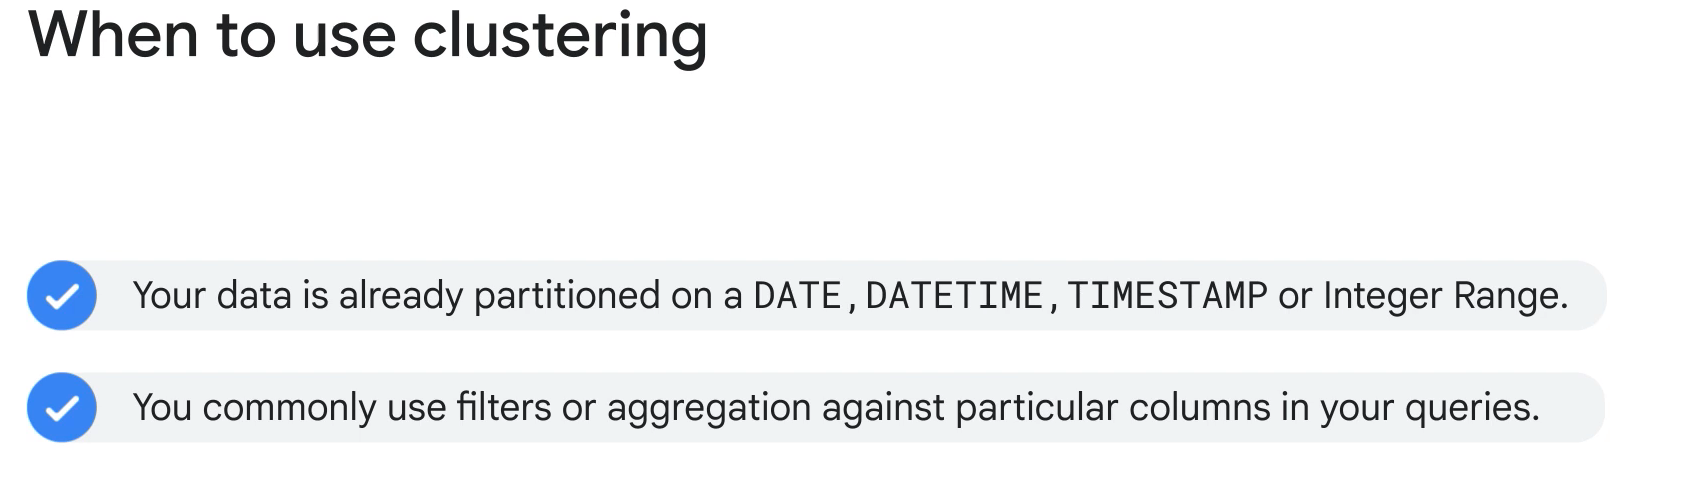 When to use clustering
Your data is already partitioned on a DATE, DATETIME, TIMESTAMP or Integer Range.
You commonly use filters or aggregation against particular columns in your queries.